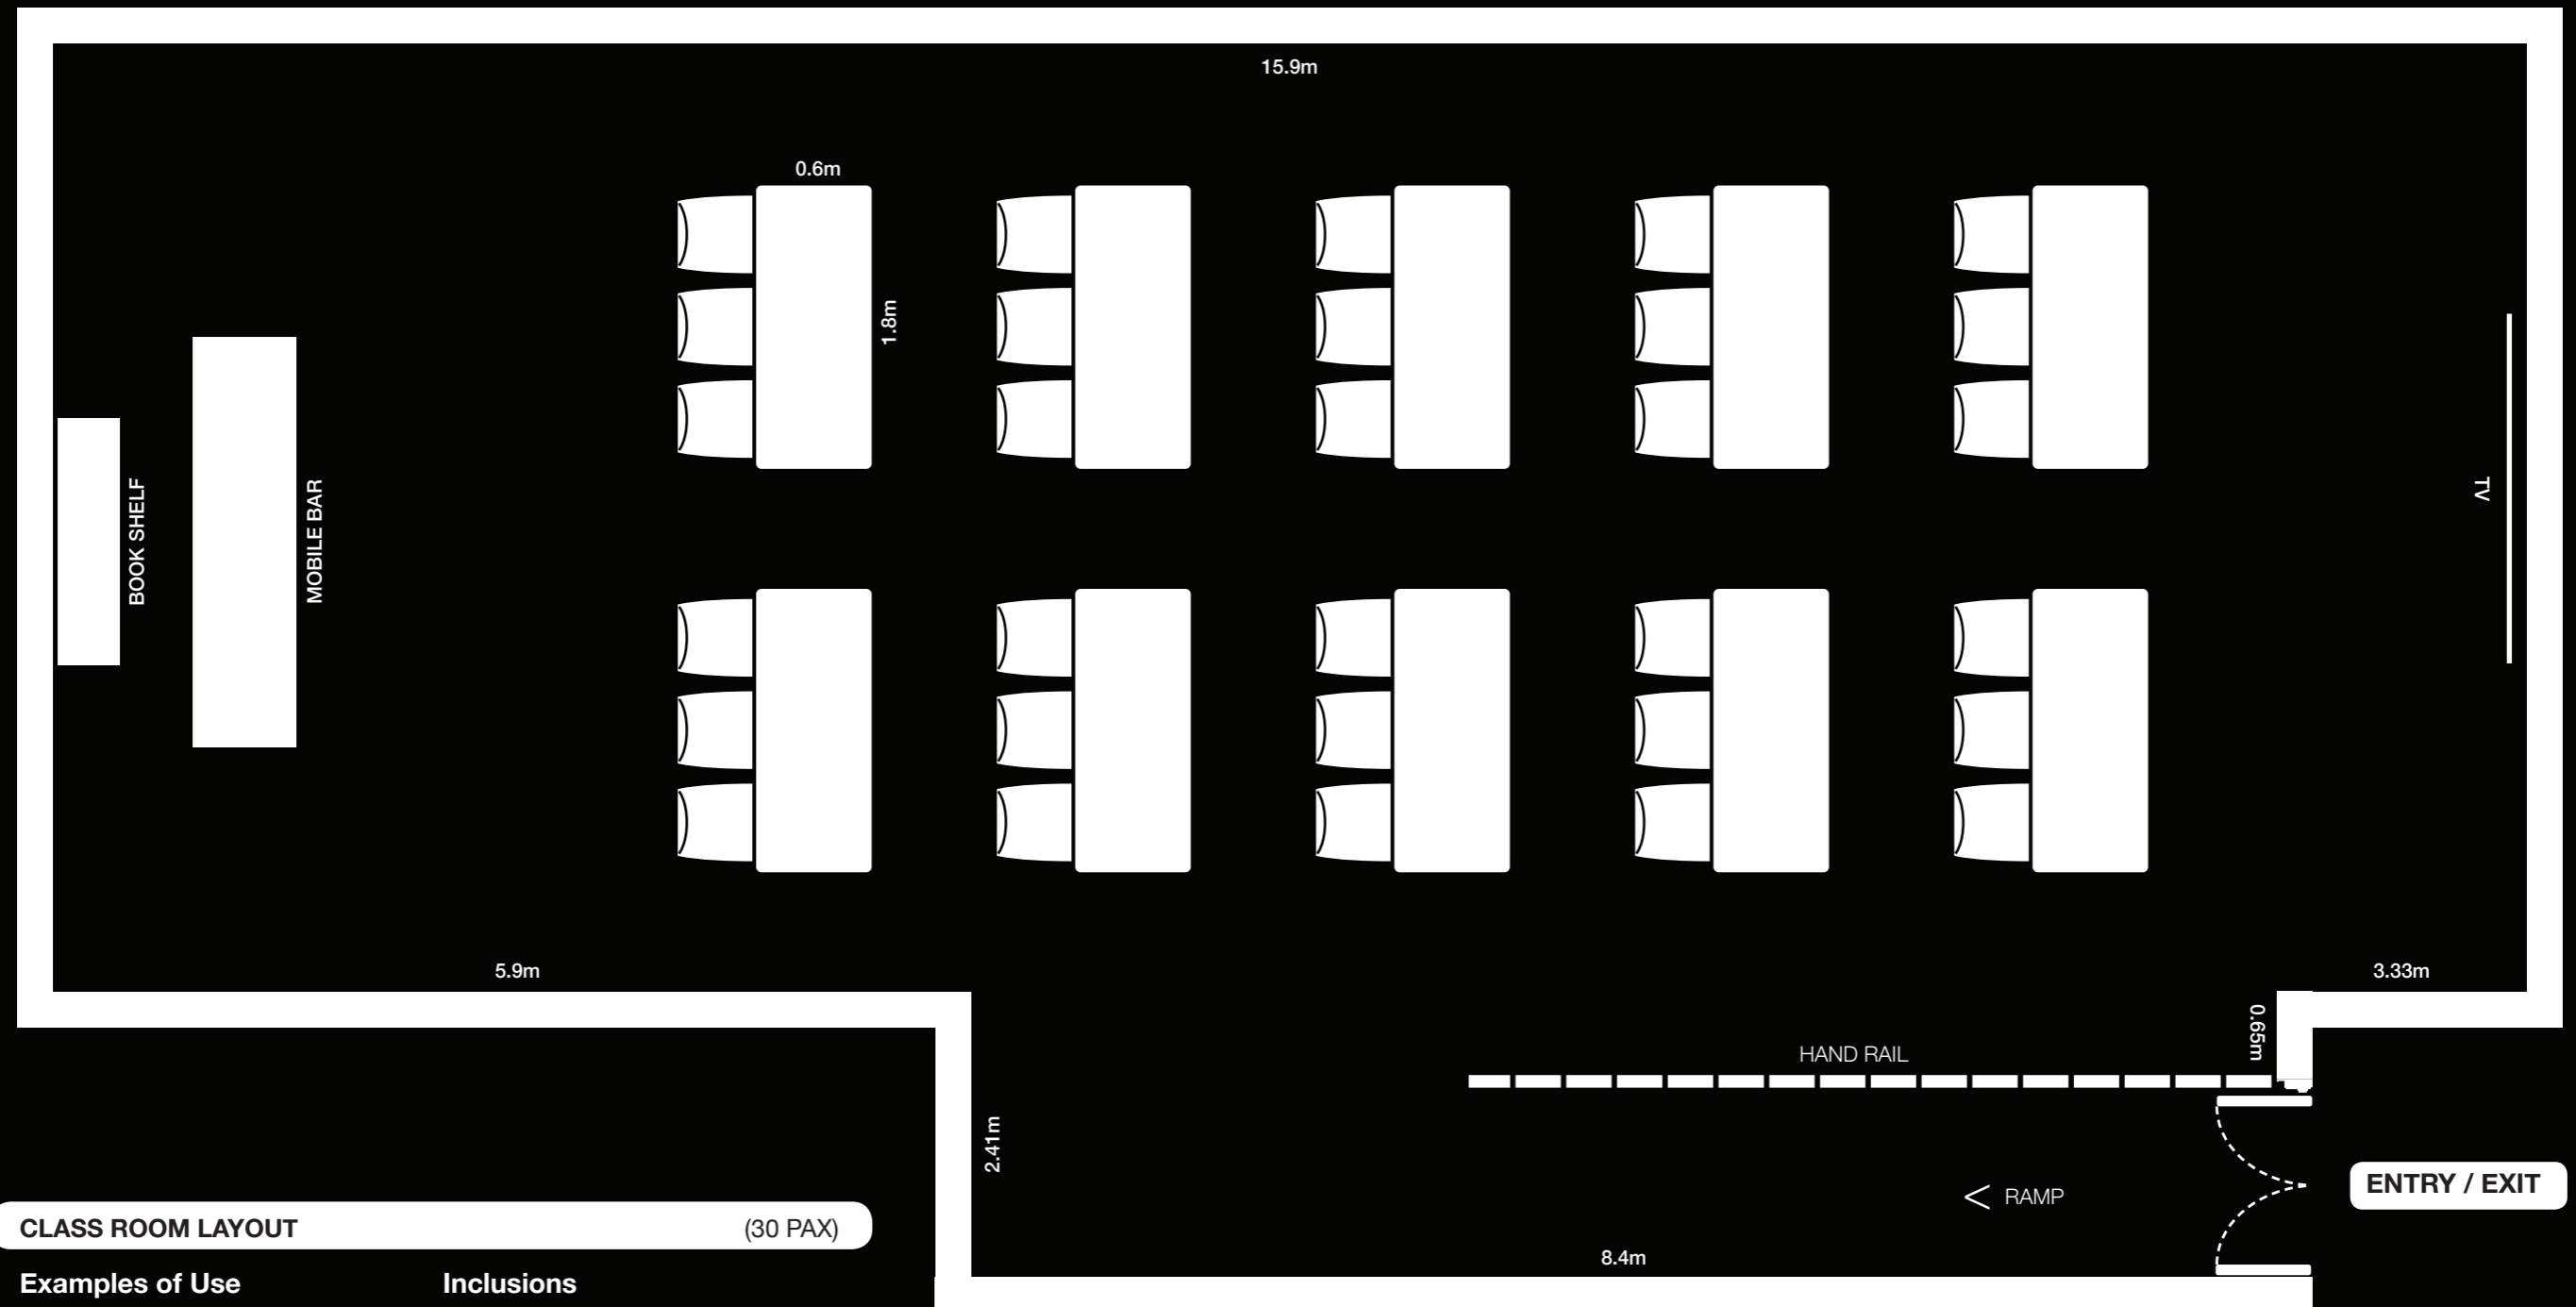 15.9m
0.6m
1.8m
BOOK SHELF
MOBILE BAR
TV
5.9m
3.33m
0.65m
HAND RAIL
2.41m
< RAMP
ENTRY / EXIT
8.4m
CLASS ROOM LAYOUT (30 PAX)
Examples of Use Inclusions